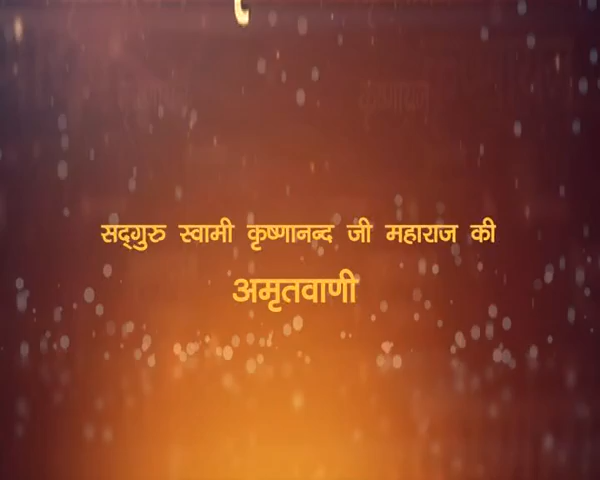 सद्गुरु स्वामी कृष्णानन्द जी महाराज की
अमृतवाणी